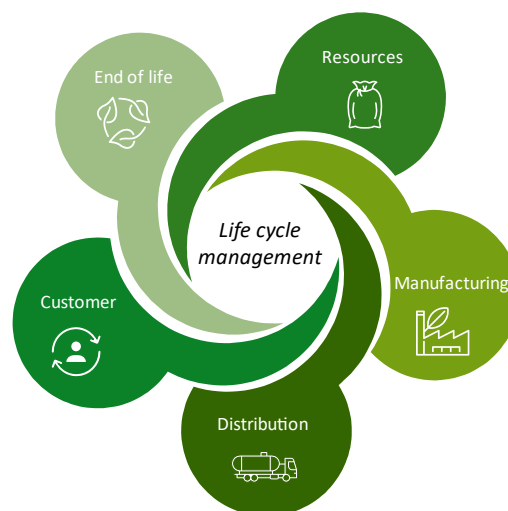 End of life
Resources
Life cycle
management
Manufacturing
Customer
Distribution